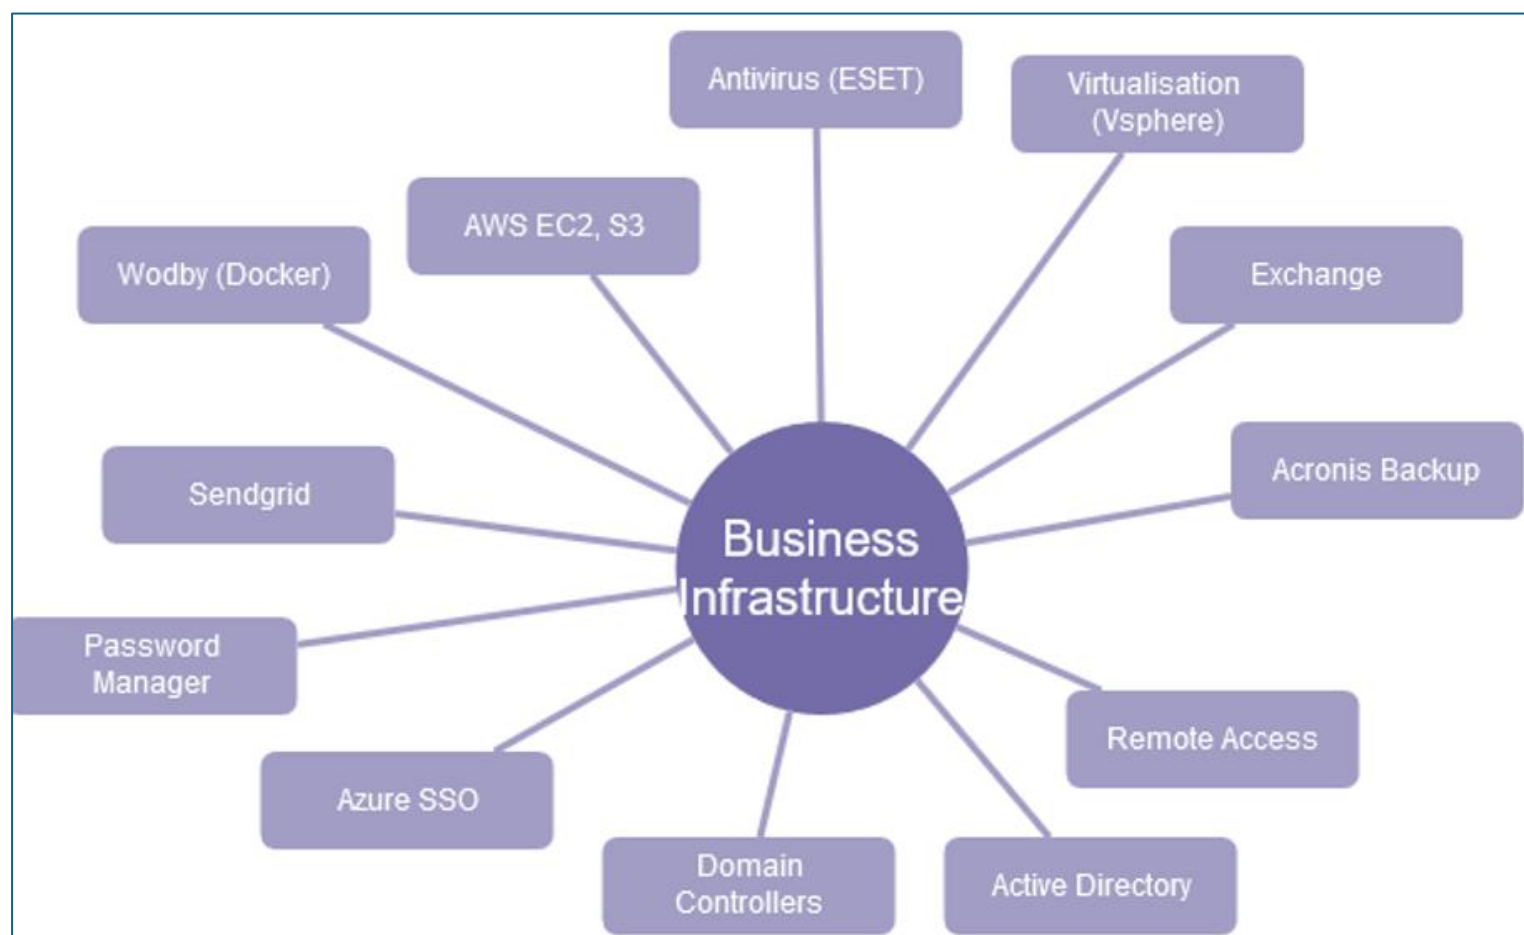 Antivirus (ESET)
Virtualisation
(Vsphere)
AWS EC2, S3
Wodby (Docker)
Exchange
Acronis Backup
Sendgrid
Business
Infrastructure
Password
Manager
Remote Access
Azure SSO
Domain
Controllers
Active Directory